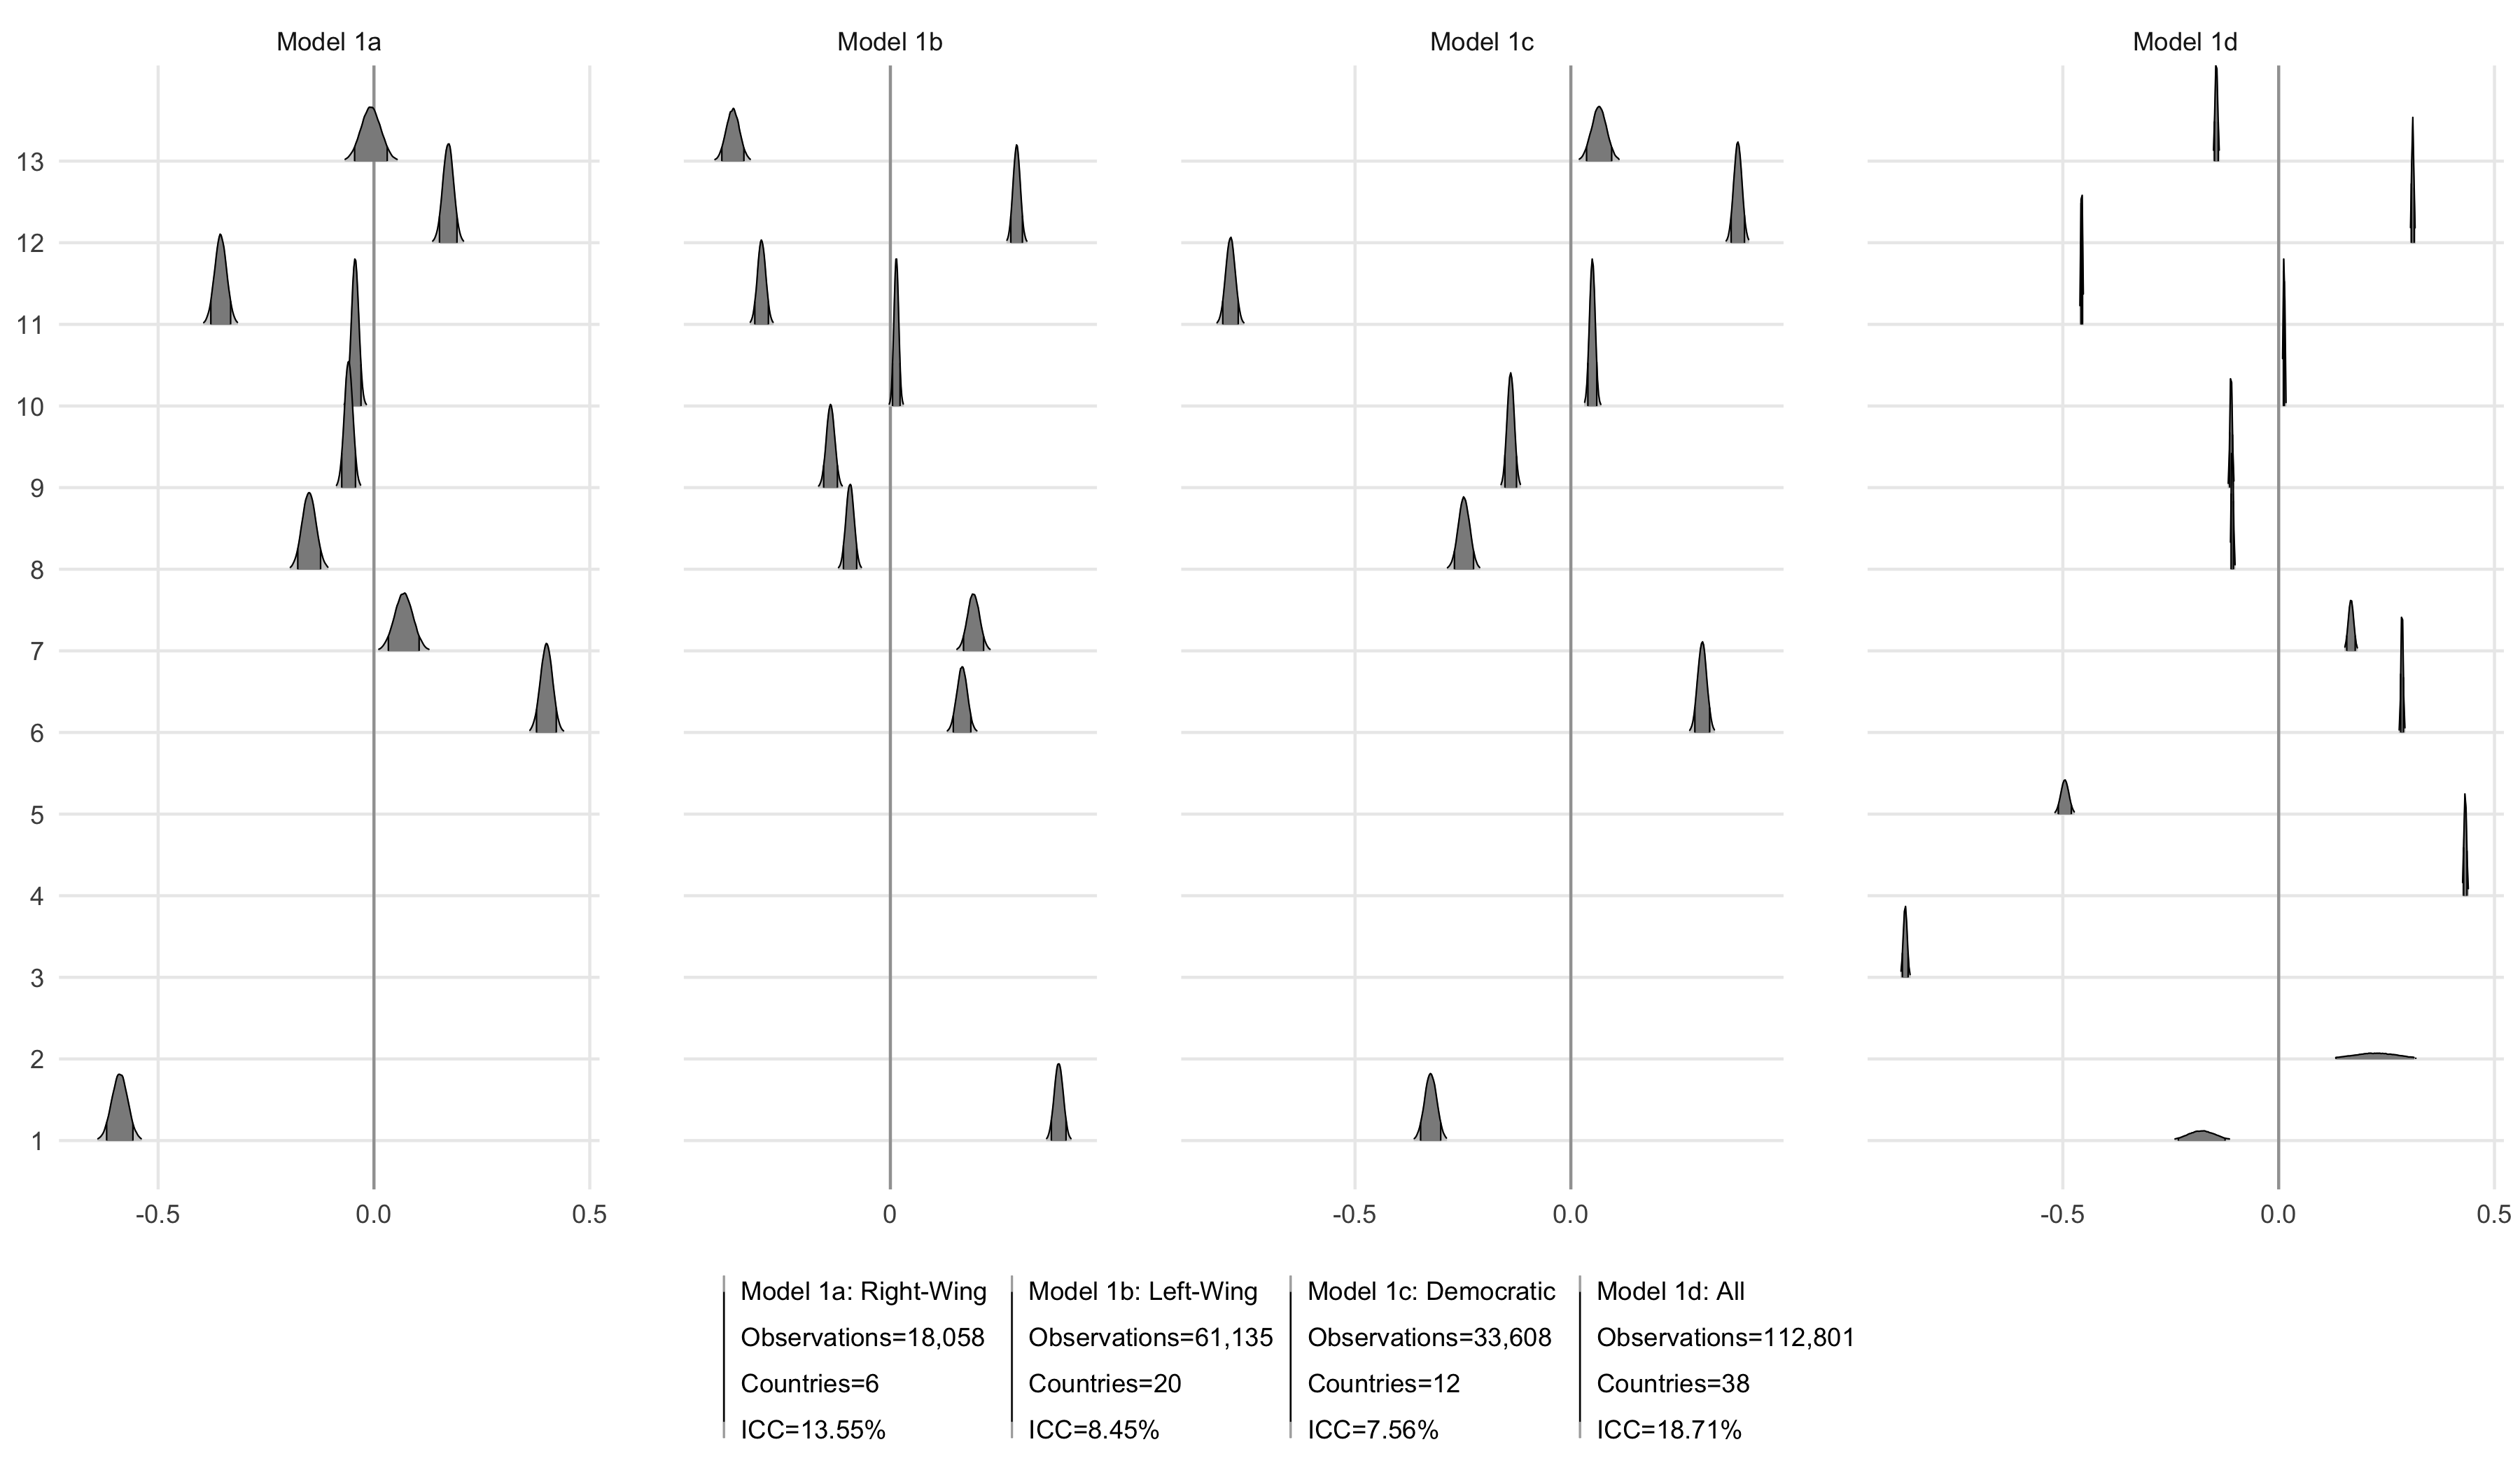 Model 1a
Model 1b
Model 1c
Model 1d
13
12
11
10
9
8
7
6
5
4
3
2
1
-0.5 0.0 0.5
0
-0.5 0.0
-0.5 0.0 0.5
Model 1a: Right-Wing
Observations=18,058
Countries=6
ICC=13.55%
Model 1b: Left-Wing
Observations=61,135
Countries=20
ICC=8.45%
Model 1c: Democratic
Observations=33,608
Countries=12
ICC=7.56%
Model 1d: All
Observations=112,801
Countries=38
ICC=18.71%